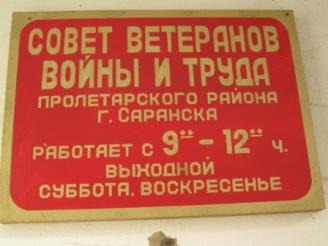 СОВЕТ ВЕТЕРАНОВ
ВОЙНЫ И ТРУДА
ПРОЛЕТАРСКОГО РАЙОНА
Г. САРАНСКА
РАБОТАЕТ С 9⁰⁰ – 12⁰⁰ Ч.
ВЫХОДНОЙ
СУББОТА, ВОСКРЕСЕНЬЕ